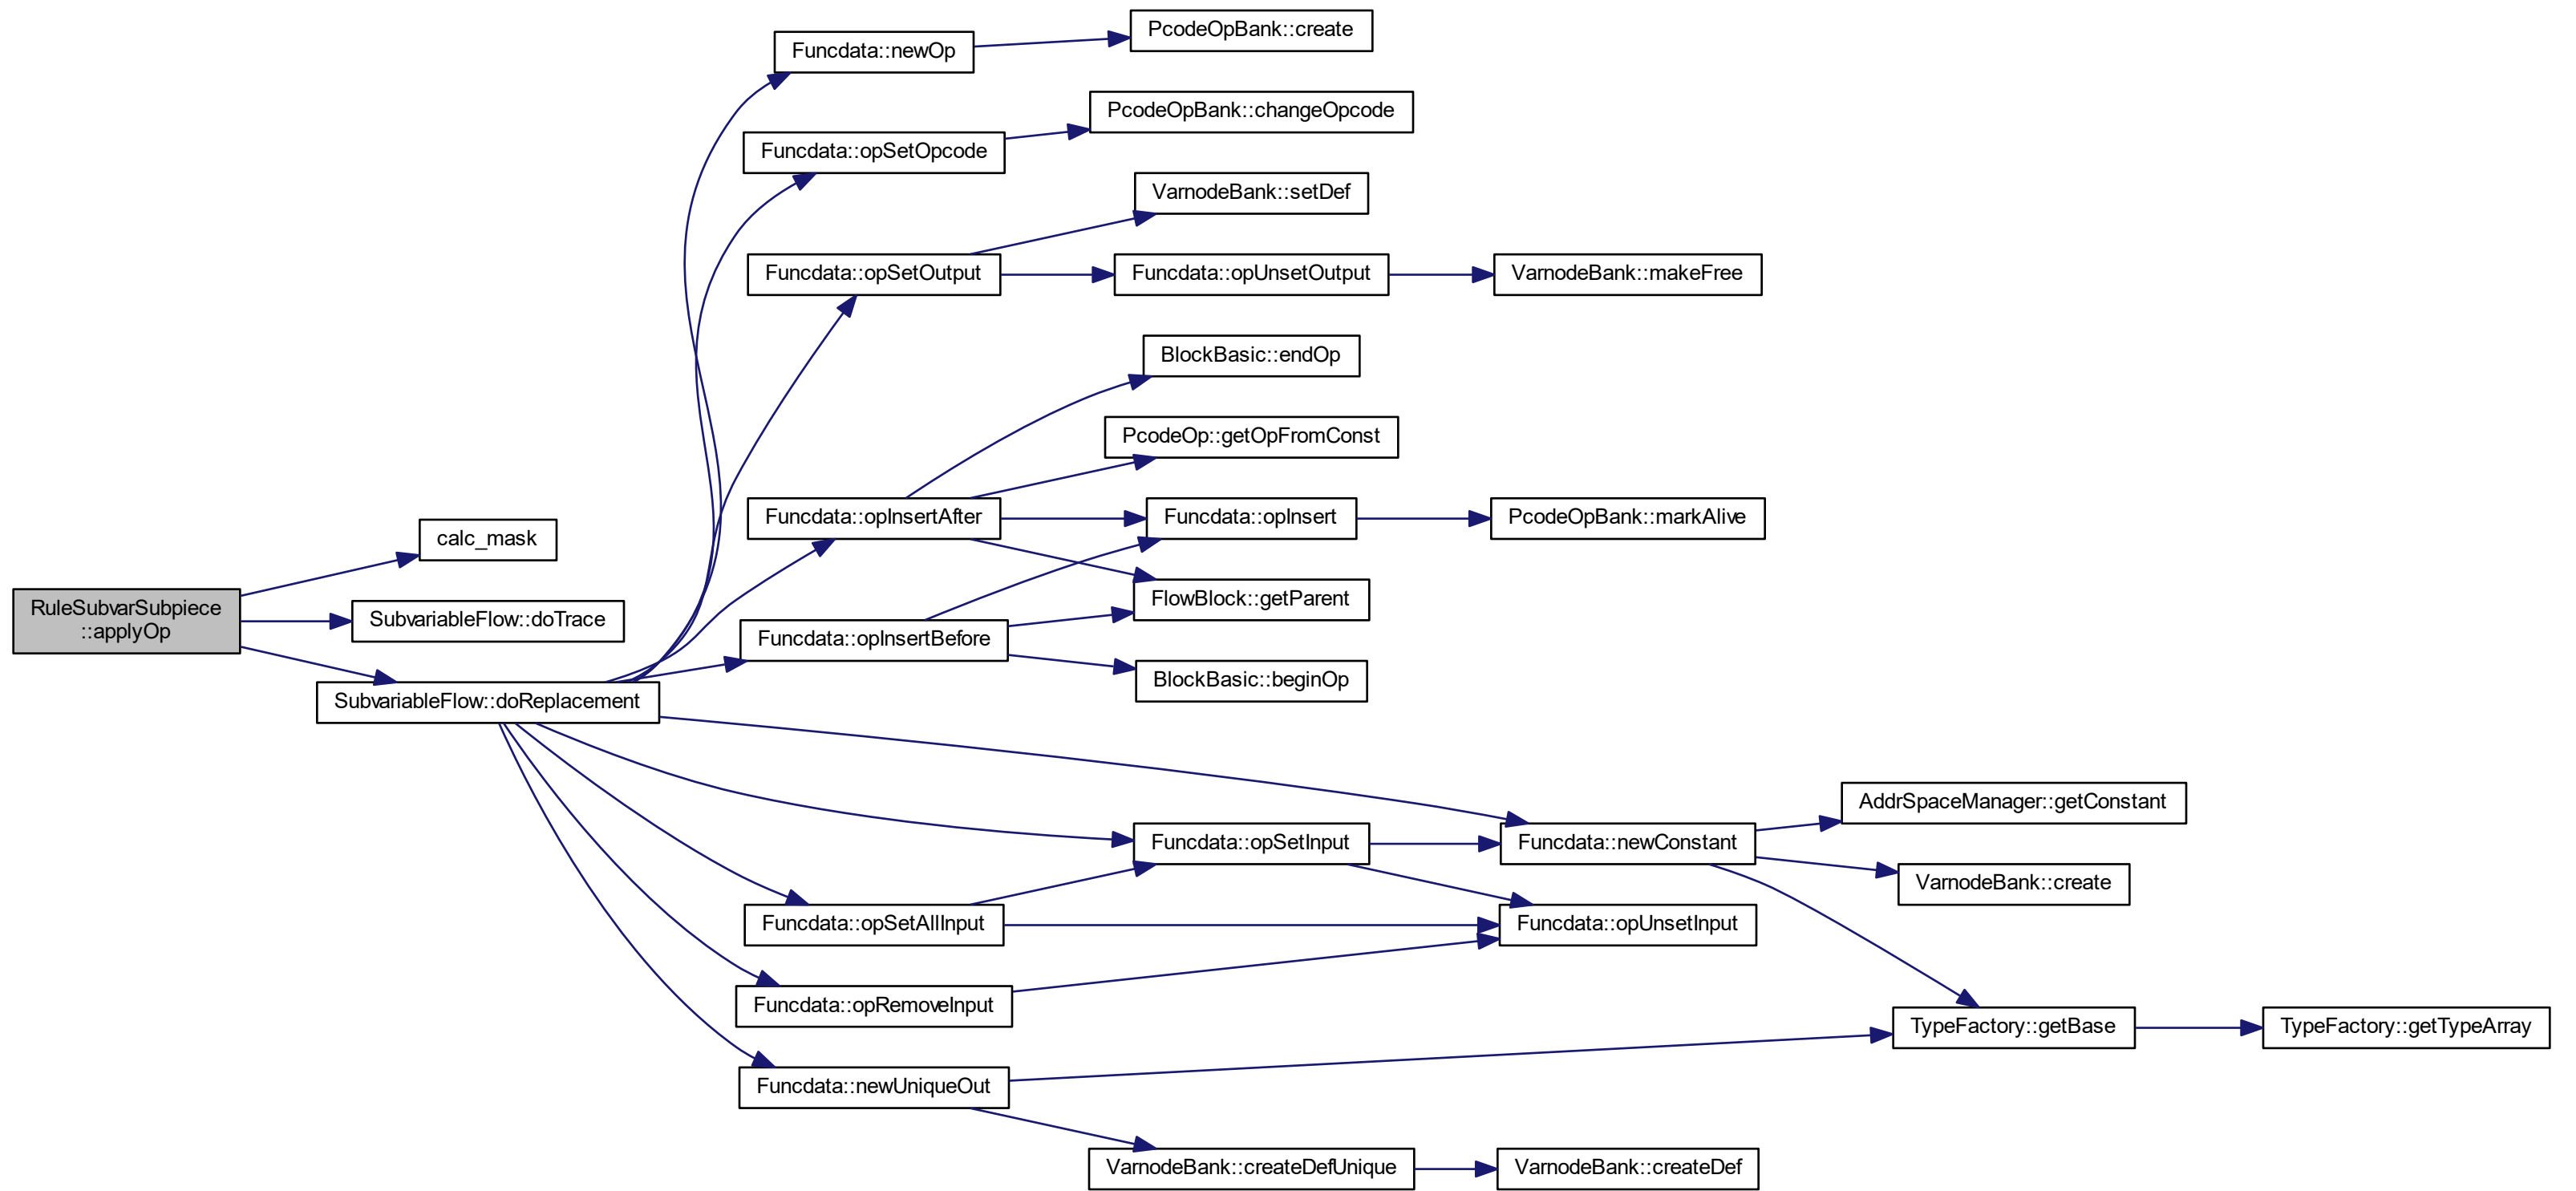 PcodeOpBank::create
Funcdata::newOp
PcodeOpBank::changeOpcode
Funcdata::opSetOpcode
VarnodeBank::setDef
Funcdata::opSetOutput
Funcdata::opUnsetOutput
VarnodeBank::makeFree
BlockBasic::endOp
PcodeOp::getOpFromConst
Funcdata::opInsertAfter
Funcdata::opInsert
PcodeOpBank::markAlive
calc_mask
FlowBlock::getParent
RuleSubvarSubpiece
::applyOp
SubvariableFlow::doTrace
Funcdata::opInsertBefore
BlockBasic::beginOp
SubvariableFlow::doReplacement
AddrSpaceManager::getConstant
Funcdata::opSetInput
Funcdata::newConstant
VarnodeBank::create
Funcdata::opSetAllInput
Funcdata::opUnsetInput
Funcdata::opRemoveInput
TypeFactory::getBase
TypeFactory::getTypeArray
Funcdata::newUniqueOut
VarnodeBank::createDefUnique
VarnodeBank::createDef